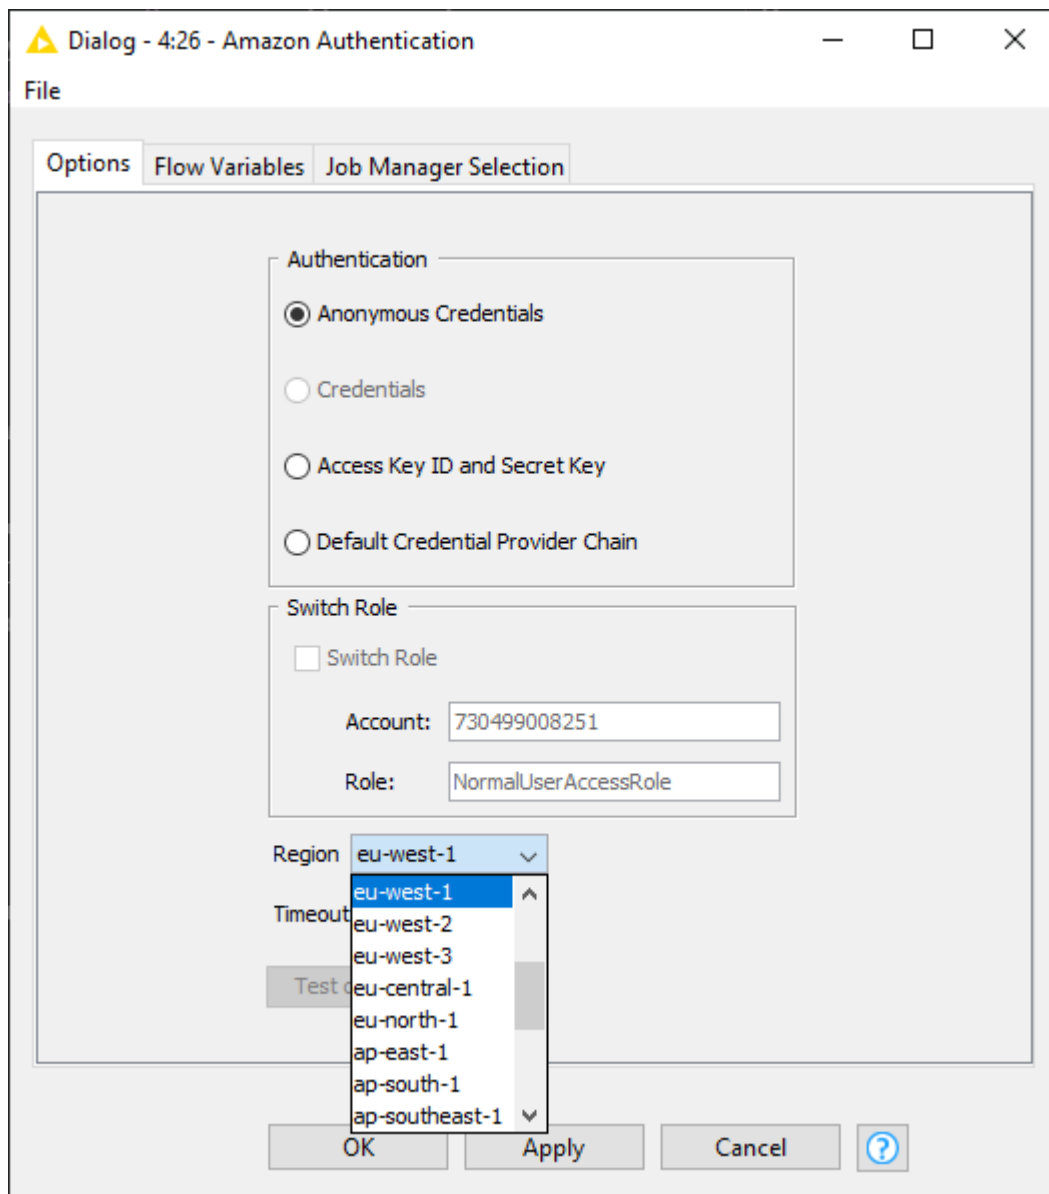 Dialog - 4:26 - Amazon Authentication
File
Options Flow Variables Job Manager Selection
Authentication
Anonymous Credentials
Credentials
Access Key ID and Secret Key
Default Credential Provider Chain
Switch Role
Switch Role
Account: 730499008251
Role: NormalUserAccessRole
Region eu-west-1
eu-west-1
Timeout
eu-west-2
eu-west-3
Test
eu-central-1
eu-north-1
ap-east-1
ap-south-1
ap-southeast-1
OK Apply Cancel ?